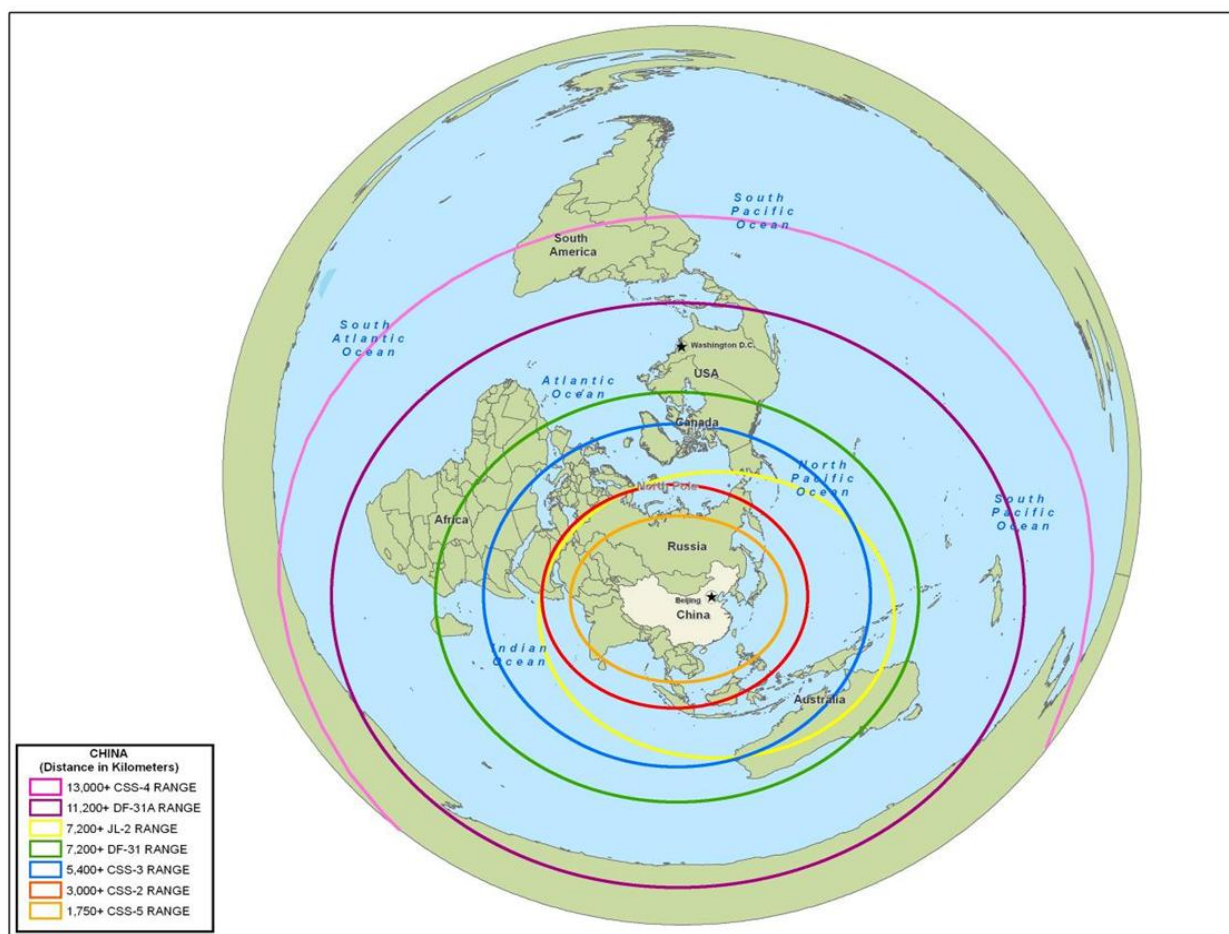 South
Pacific
Ocean
South
America
South
Atlantic
Ocean
Washington D.C.
USA
Atlantic
Ocean
Canada
North Pole
North
Pacific
Ocean
South
Pacific
Ocean
Africa
Russia
Beijing
China
Indian
Ocean
Australia
CHINA
(Distance in Kilometers)
13,000+ CSS-4 RANGE
11,200+ DF-31A RANGE
7,200+ JL-2 RANGE
7,200+ DF-31 RANGE
5,400+ CSS-3 RANGE
3,000+ CSS-2 RANGE
1,750+ CSS-5 RANGE